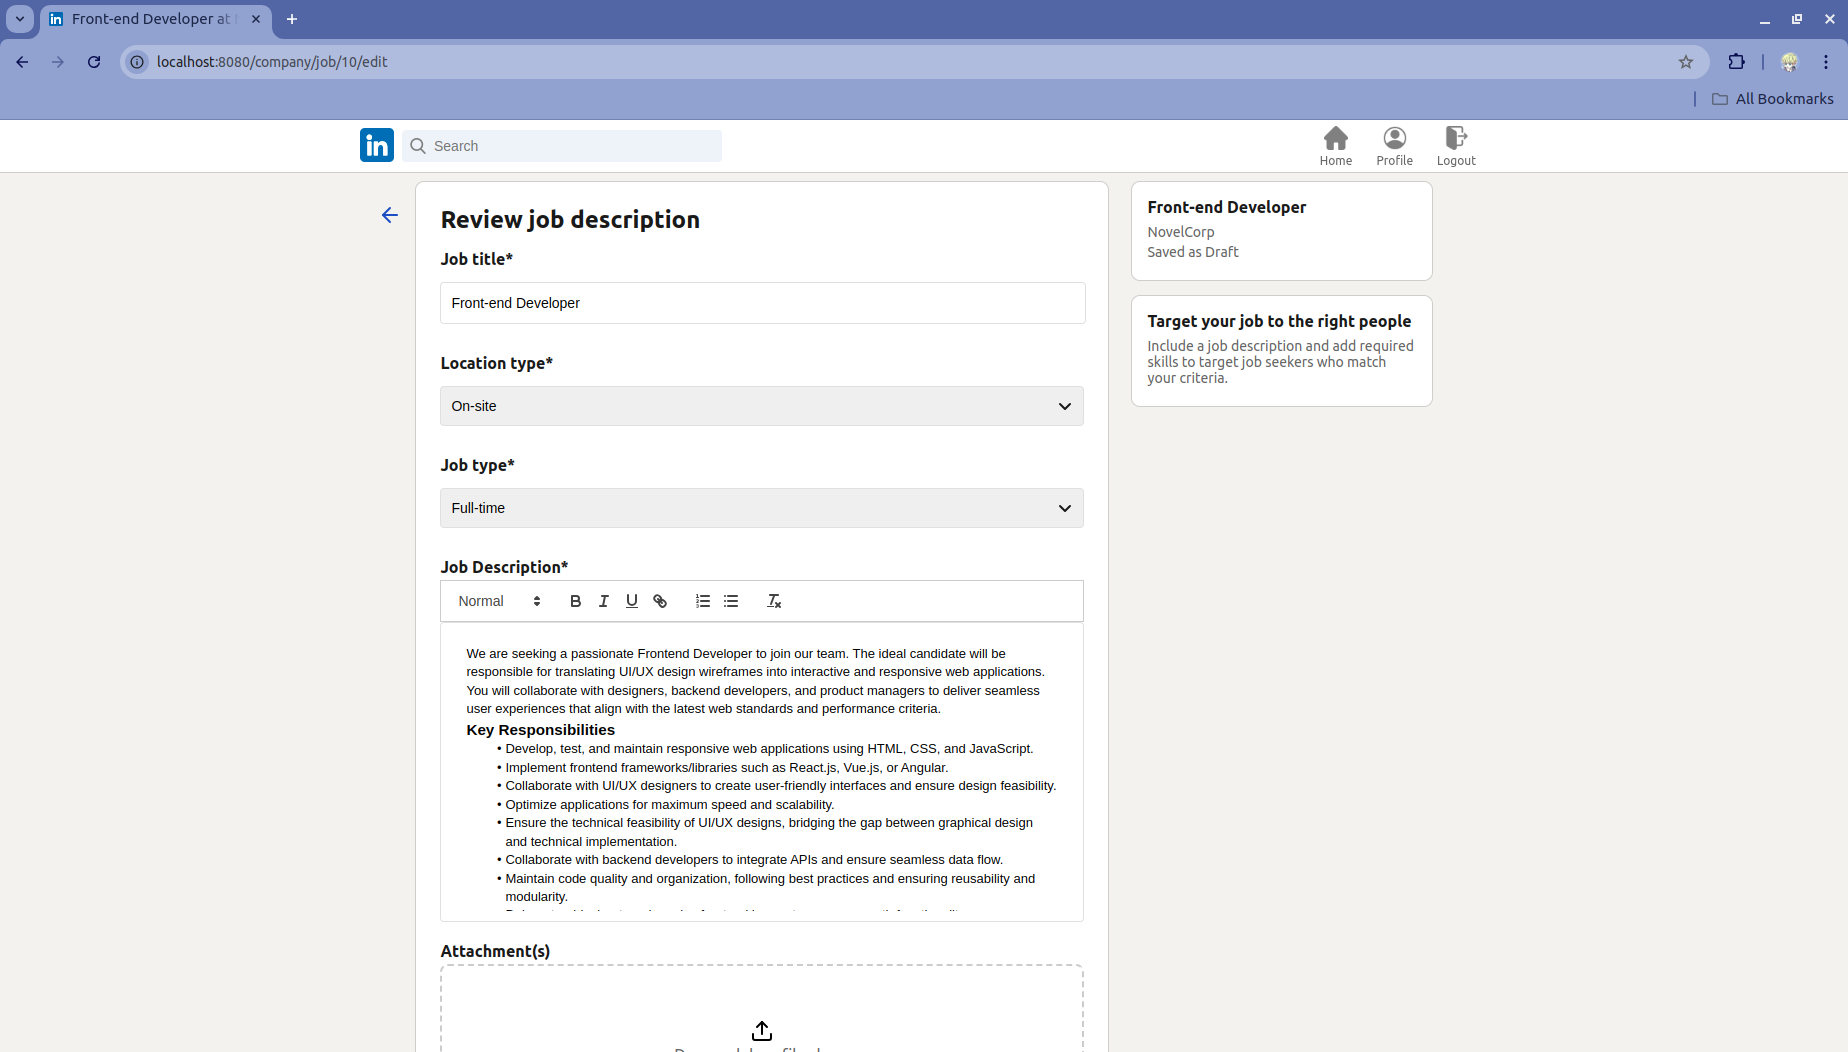 Front-end Developer at
localhost:8080/company/job/10/edit
All Bookmarks
in
Search
Home
Profile
Logout
Review job description
Job title*
Front-end Developer
Location type*
On-site
Job type*
Full-time
Job Description*
Normal
We are seeking a passionate Frontend Developer to join our team. The ideal candidate will be
responsible for translating UI/UX design wireframes into interactive and responsive web applications.
You will collaborate with designers, backend developers, and product managers to deliver seamless
user experiences that align with the latest web standards and performance criteria.
Key Responsibilities
• Develop, test, and maintain responsive web applications using HTML, CSS, and JavaScript.
• Implement frontend frameworks/libraries such as React.js, Vue.js, or Angular.
• Collaborate with UI/UX designers to create user-friendly interfaces and ensure design feasibility.
• Optimize applications for maximum speed and scalability.
• Ensure the technical feasibility of UI/UX designs, bridging the gap between graphical design
and technical implementation.
• Collaborate with backend developers to integrate APIs and ensure seamless data flow.
• Maintain code quality and organization, following best practices and ensuring reusability and
modularity.
Attachment(s)
Front-end Developer
NovelCorp
Saved as Draft
Target your job to the right people
Include a job description and add required
skills to target job seekers who match
your criteria.